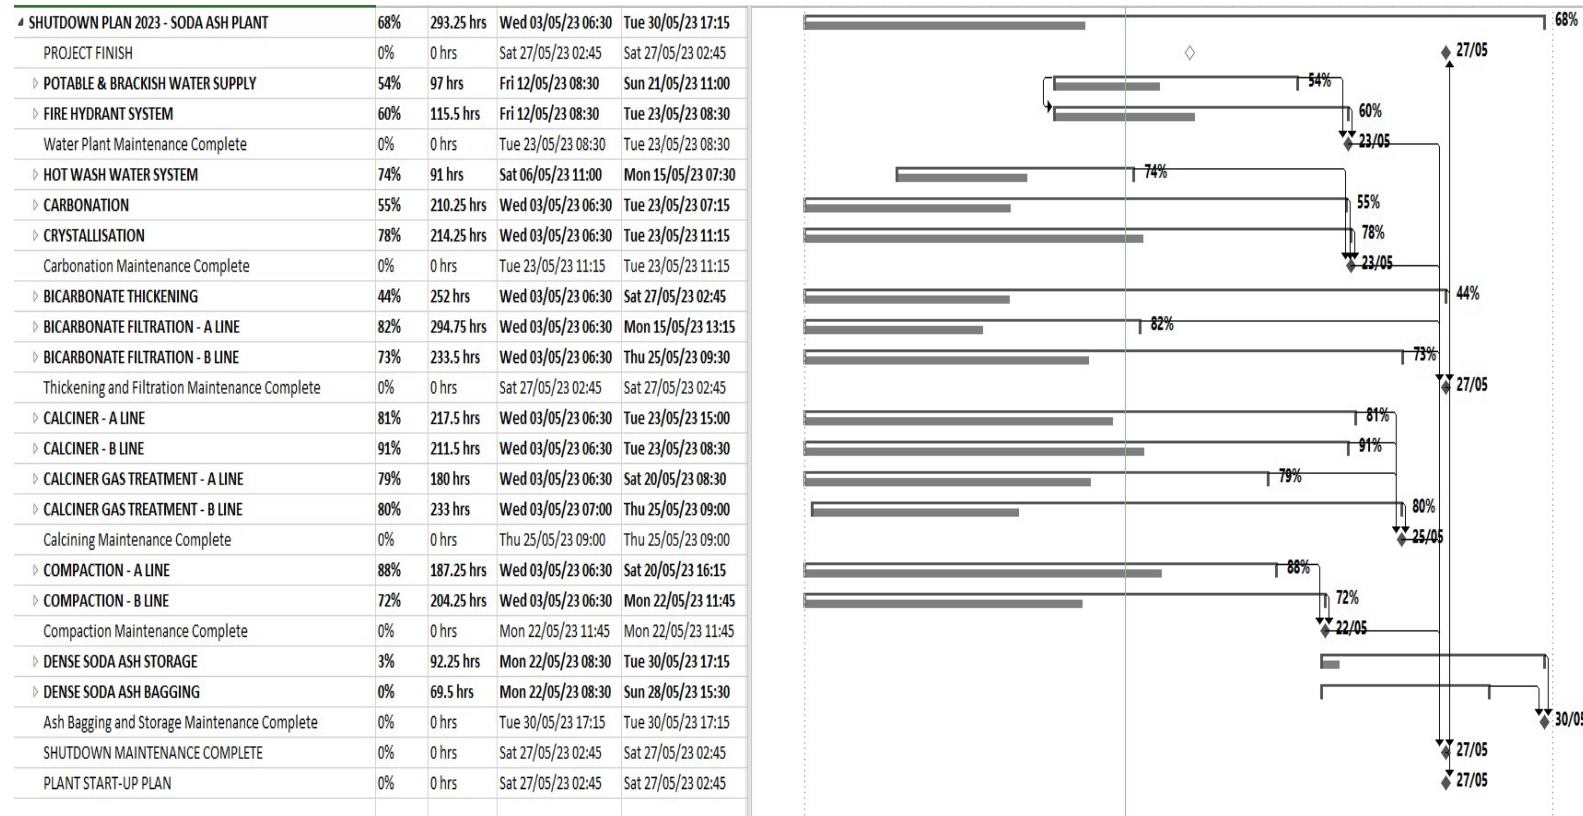 SHUTDOWN PLAN 2023 - SODA ASH PLANT 68% 293.25 hrs Wed 03/05/23 06:30 Tue 30/05/23 17:15 68%
PROJECT FINISH 0% 0 hrs Sat 27/05/23 02:45 Sat 27/05/23 02:45 27/05
POTABLE & BRACKISH WATER SUPPLY 54% 97 hrs Fri 12/05/23 08:30 Sun 21/05/23 11:00 54%
FIRE HYDRANT SYSTEM 60% 115.5 hrs Fri 12/05/23 08:30 Tue 23/05/23 08:30 60%
Water Plant Maintenance Complete 0% 0 hrs Tue 23/05/23 08:30 Tue 23/05/23 08:30 23/05
HOT WASH WATER SYSTEM 74% 91 hrs Sat 06/05/23 11:00 Mon 15/05/23 07:30 74%
CARBONATION 55% 210.25 hrs Wed 03/05/23 06:30 Tue 23/05/23 07:15 55%
CRYSTALLISATION 78% 214.25 hrs Wed 03/05/23 06:30 Tue 23/05/23 11:15 78%
Carbonation Maintenance Complete 0% 0 hrs Tue 23/05/23 11:15 Tue 23/05/23 11:15 23/05
BICARBONATE THICKENING 44% 252 hrs Wed 03/05/23 06:30 Sat 27/05/23 02:45 44%
BICARBONATE FILTRATION - A LINE 82% 294.75 hrs Wed 03/05/23 06:30 Mon 15/05/23 13:15 82%
BICARBONATE FILTRATION - B LINE 73% 233.5 hrs Wed 03/05/23 06:30 Thu 25/05/23 09:30 73%
Thickening and Filtration Maintenance Complete 0% 0 hrs Sat 27/05/23 02:45 Sat 27/05/23 02:45 27/05
CALCINER - A LINE 81% 217.5 hrs Wed 03/05/23 06:30 Tue 23/05/23 15:00 81%
CALCINER - B LINE 91% 211.5 hrs Wed 03/05/23 06:30 Tue 23/05/23 08:30 91%
CALCINER GAS TREATMENT - A LINE 79% 180 hrs Wed 03/05/23 06:30 Sat 20/05/23 08:30 79%
CALCINER GAS TREATMENT - B LINE 80% 233 hrs Wed 03/05/23 07:00 Thu 25/05/23 09:00 80%
Calcining Maintenance Complete 0% 0 hrs Thu 25/05/23 09:00 Thu 25/05/23 09:00 25/05
COMPACTION - A LINE 88% 187.25 hrs Wed 03/05/23 06:30 Sat 20/05/23 16:15 88%
COMPACTION - B LINE 72% 204.25 hrs Wed 03/05/23 06:30 Mon 22/05/23 11:45 72%
Compaction Maintenance Complete 0% 0 hrs Mon 22/05/23 11:45 Mon 22/05/23 11:45 22/05
DENSE SODA ASH STORAGE 3% 92.25 hrs Mon 22/05/23 08:30 Tue 30/05/23 17:15
DENSE SODA ASH BAGGING 0% 69.5 hrs Mon 22/05/23 08:30 Sun 28/05/23 15:30
Ash Bagging and Storage Maintenance Complete 0% 0 hrs Tue 30/05/23 17:15 Tue 30/05/23 17:15 30/05
SHUTDOWN MAINTENANCE COMPLETE 0% 0 hrs Sat 27/05/23 02:45 Sat 27/05/23 02:45 27/05
PLANT START-UP PLAN 0% 0 hrs Sat 27/05/23 02:45 Sat 27/05/23 02:45 27/05